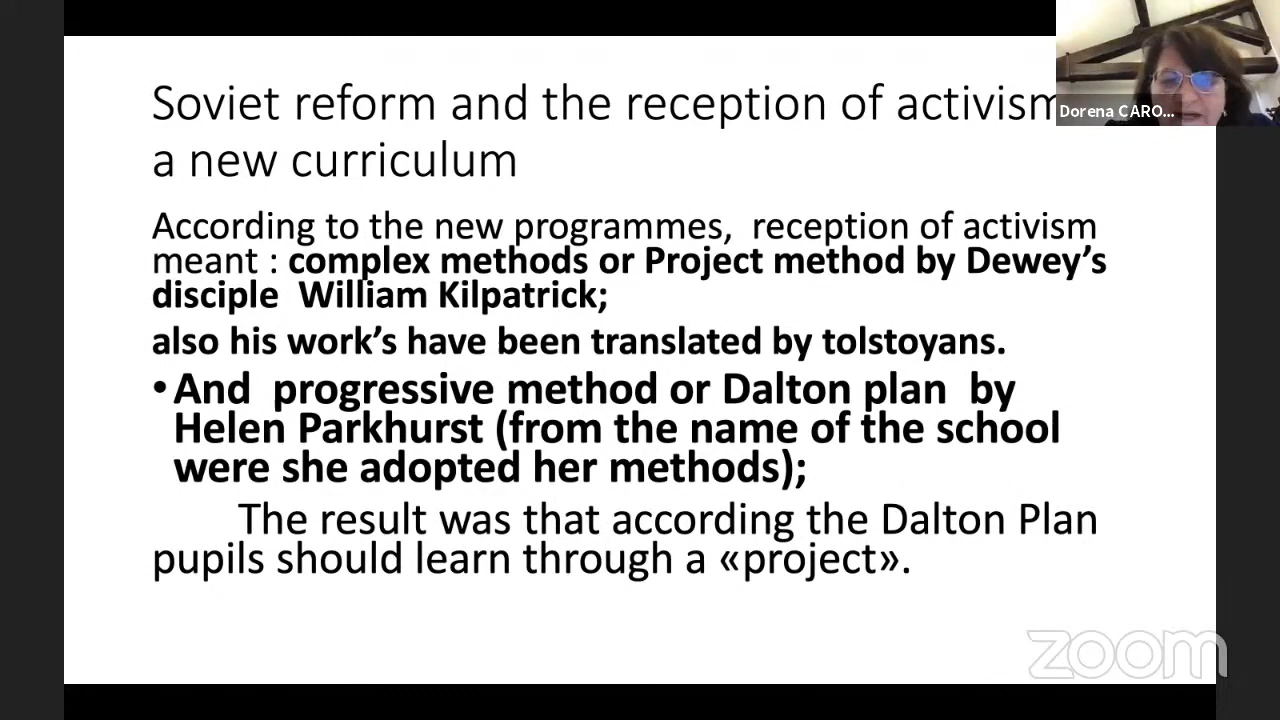 Soviet reform and the reception of activism
a new curriculum
According to the new programmes, reception of activism
meant : complex methods or Project method by Dewey’s
disciple William Kilpatrick;
also his work’s have been translated by tolstoyans.
• And progressive method or Dalton plan by
Helen Parkhurst (from the name of the school
were she adopted her methods);
The result was that according the Dalton Plan
pupils should learn through a «project».
Dorena CARO...
zoom